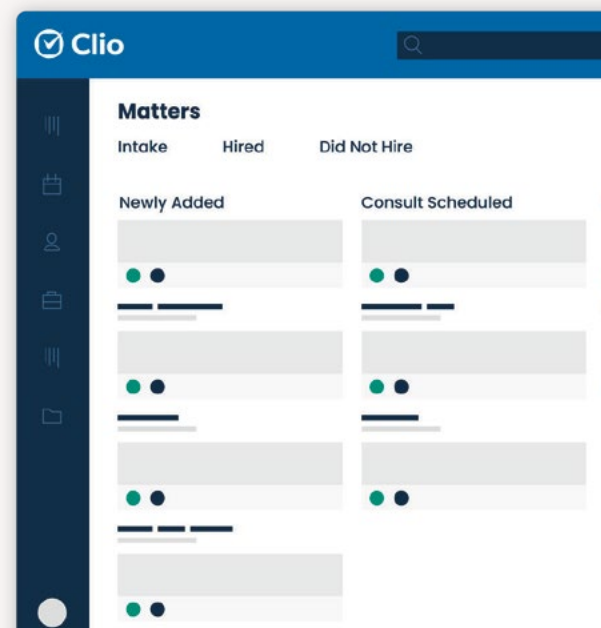 Clio
Matters
Intake Hired Did Not Hire
Newly Added Consult Scheduled